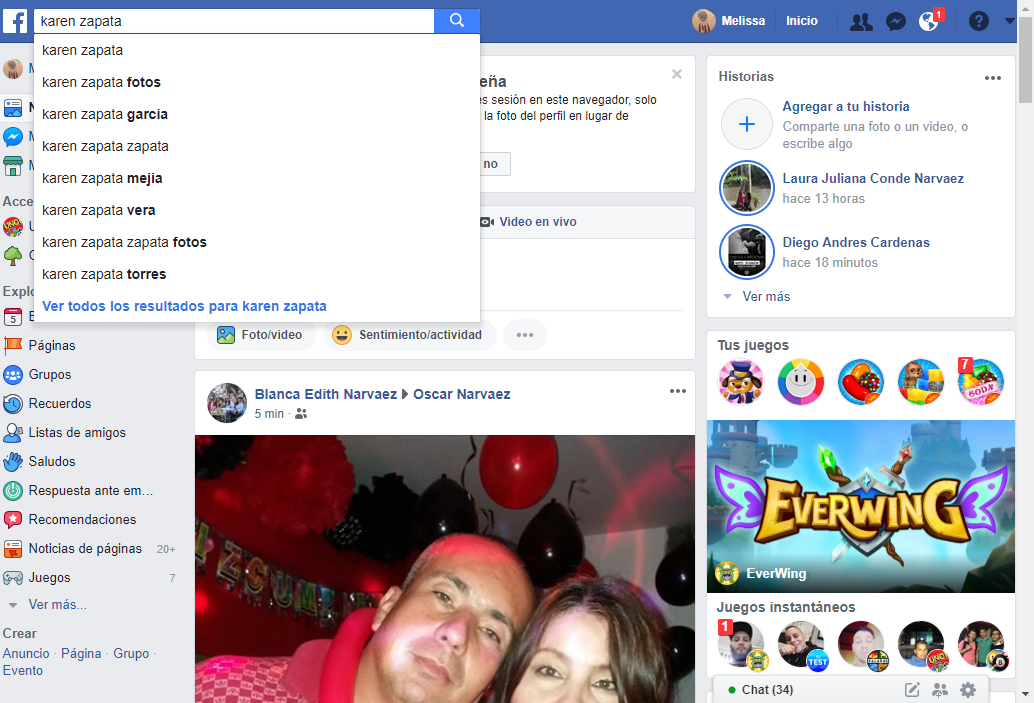 karen zapata
Melissa
Inicio
1
?
karen zapata
karen zapata fotos
karen zapata garcia
karen zapata zapata
karen zapata mejia
karen zapata vera
karen zapata zapata fotos
karen zapata torres
Ver todos los resultados para karen zapata
M
N
M
M
Acce
Explo
5
Páginas
Grupos
Recuerdos
Listas de amigos
Saludos
Respuesta ante em...
Recomendaciones
Noticias de páginas 20+
Juegos 7
Ver más...
Crear
Anuncio · Página · Grupo ·
Evento
eña
es sesión en este navegador, solo
la foto del perfil en lugar de
no
Video en vivo
Foto/video
Sentimiento/actividad
Blanca Edith Narvaez Oscar Narvaez
5 min ·
Historias
Agregar a tu historia
Comparte una foto o un video, o
escribe algo
Laura Juliana Conde Narvaez
hace 13 horas
Diego Andres Cardenas
hace 18 minutos
Ver más
Tus juegos
7
SODA
EVERWING
EverWing
Juegos instantáneos
1
TEST
UNO
8
Chat (34)